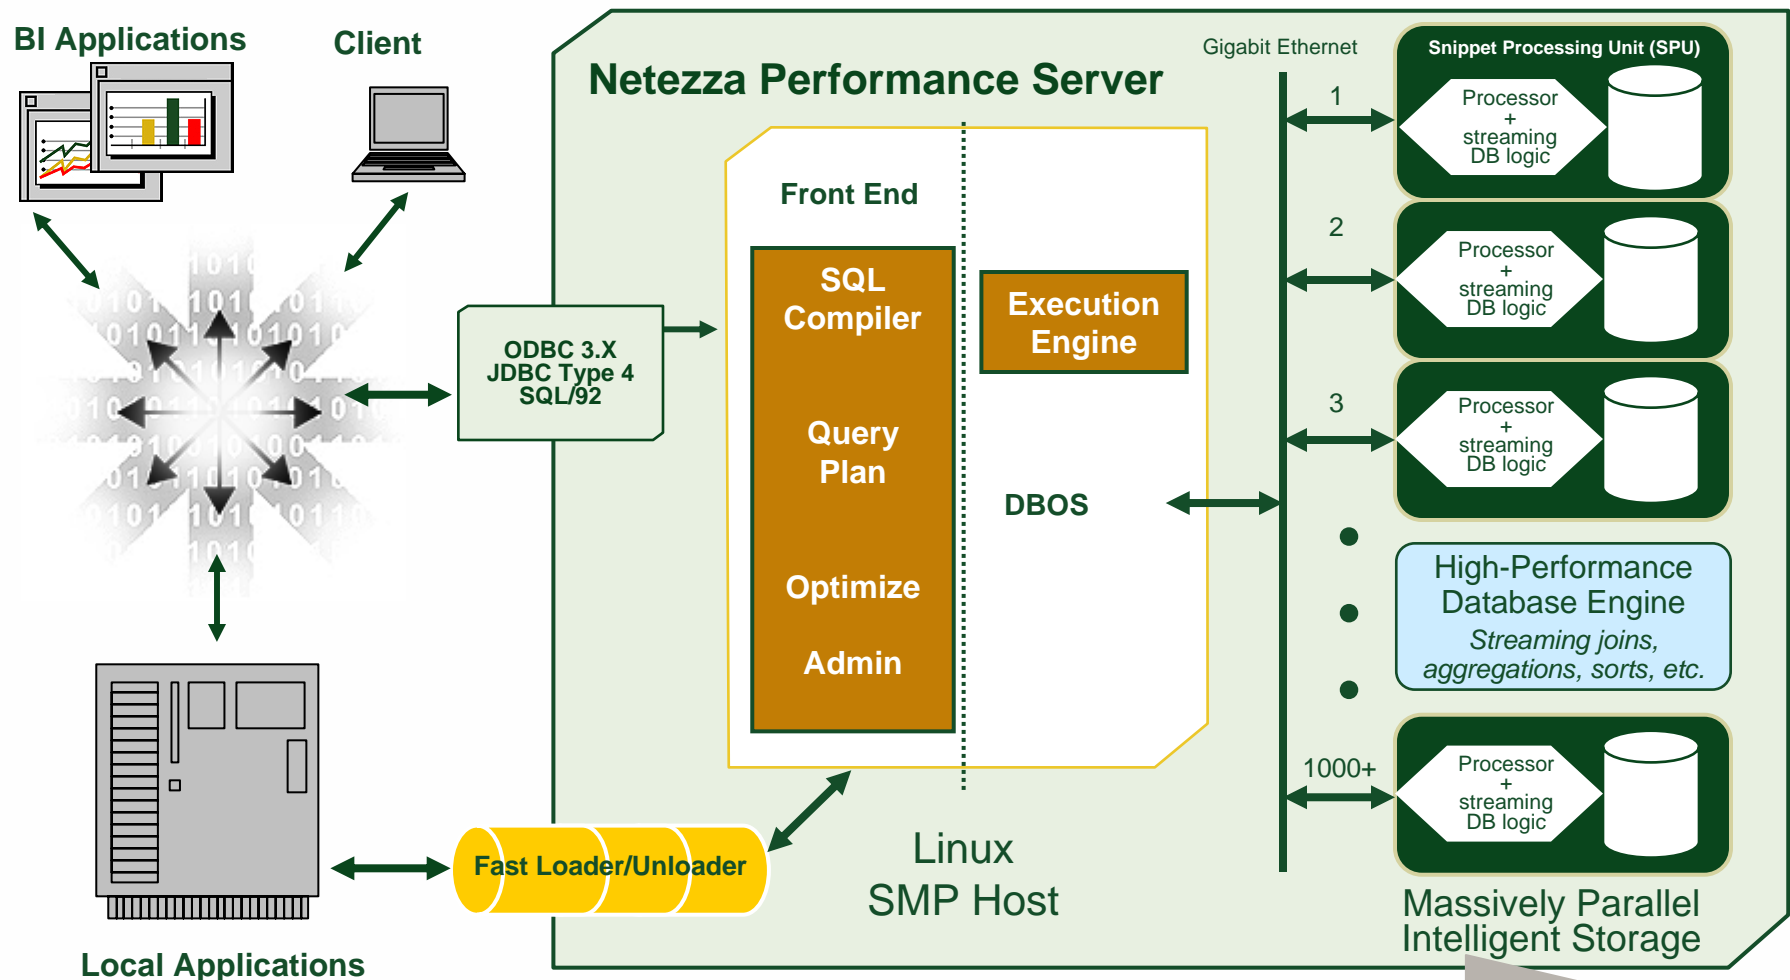 BI Applications
Client
Netezza Performance Server
Gigabit Ethernet
Snippet Processing Unit (SPU)
1
Processor
+
streaming
DB logic
Front End
2
Processor
+
streaming
DB logic
SQL
Compiler
Execution
Engine
ODBC 3.X
JDBC Type 4
SQL/92
3
Processor
+
streaming
DB logic
Query
Plan
DBOS
High-Performance
Database Engine
Streaming joins,
aggregations, sorts, etc.
Optimize
Admin
1000+
Processor
+
streaming
DB logic
Fast Loader/Unloader
Linux
SMP Host
Massively Parallel
Intelligent Storage
Local Applications